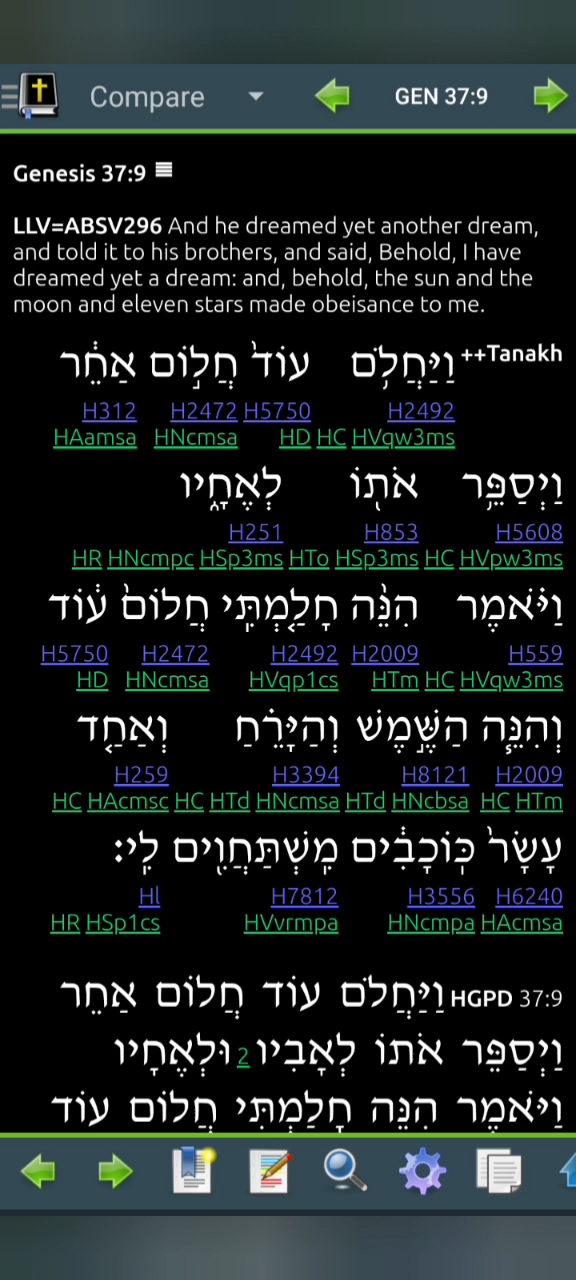 Compare
GEN 37:9
Genesis 37:9
LLV=ABSV296 And he dreamed yet another dream,
and told it to his brothers, and said, Behold, I have
dreamed yet a dream: and, behold, the sun and the
moon and eleven stars made obeisance to me.
++Tanakh וַיַּחֲלֹ֥ם עוֹד֙ חֲל֣וֹם אַחֵ֔ר
H312 H2472 H5750 H2492
HAamsa HNcmsa HD HC HVqw3ms
וַיְסַפֵּ֥ר אֹת֖וֹ לְאֶחָ֑יו
H251 H853 H5608
HR HNcmpc HSp3ms HTo HSp3ms HC HVpw3ms
וַיֹּ֗אמֶר הִנֵּ֨ה חָלַ֤מְתִּֽי חֲלוֹם֙ ע֔וֹד
H5750 H2472 H2492 H2009 H559
HD HNcmsa HVqp1cs HTm HC HVqw3ms
וְהִנֵּ֧ה הַשֶּׁ֣מֶשׁ וְהַיָּרֵ֗חַ וְאַחַ֤ד
H259 H3394 H8121 H2009
HC HAcmsc HC HTd HNcmsa HTd HNcbsa HC HTm
עָשָׂר֙ כּֽוֹכָבִ֔ים מִֽשְׁתַּחֲוִ֖ים לִֽי׃
Hl H7812 H3556 H6240
HR HSp1cs HVvrmpa HNcmpa HAcmsa
HGPD 37:9 וַיַּחֲלֹם עוֹד חֲלוֹם אַחֵר
וַיְסַפֵּר אֹתוֹ לְאָבִיו 2 וּלְאֶחָיו
וַיֹּאמֶר הִנֵּה חָלַמְתִּי חֲלוֹם עוֹד